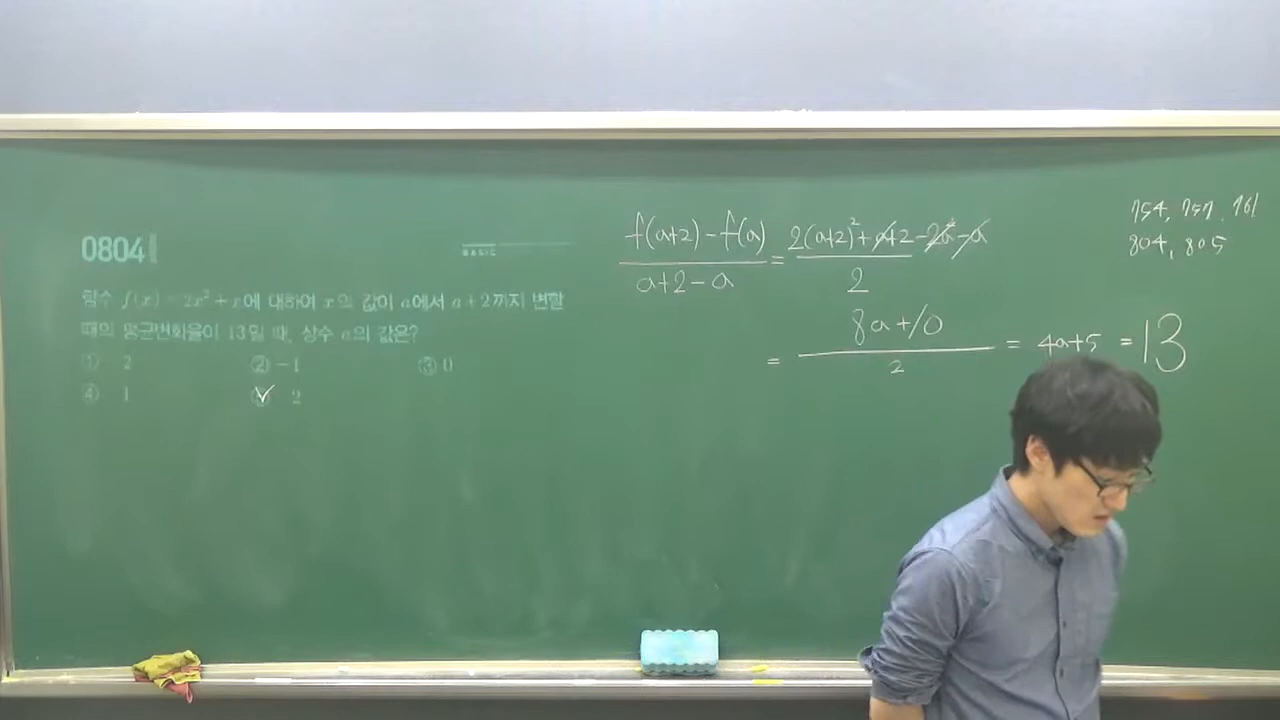 0804
BASIC
함수 f(x)=2x²+x에 대하여 x의 값이 a에서 a+2까지 변할
때의 평균변화율이 13일 때, 상수 a의 값은?
① 2 ② -1 ③ 0
④ 1 2
f(a+2)-f(a) / a+2-a = 2(a+2)²+a+2-2a²-a / 2
= 8a+10 / 2 = 4a+5 = 13
754, 757, 761
804, 805